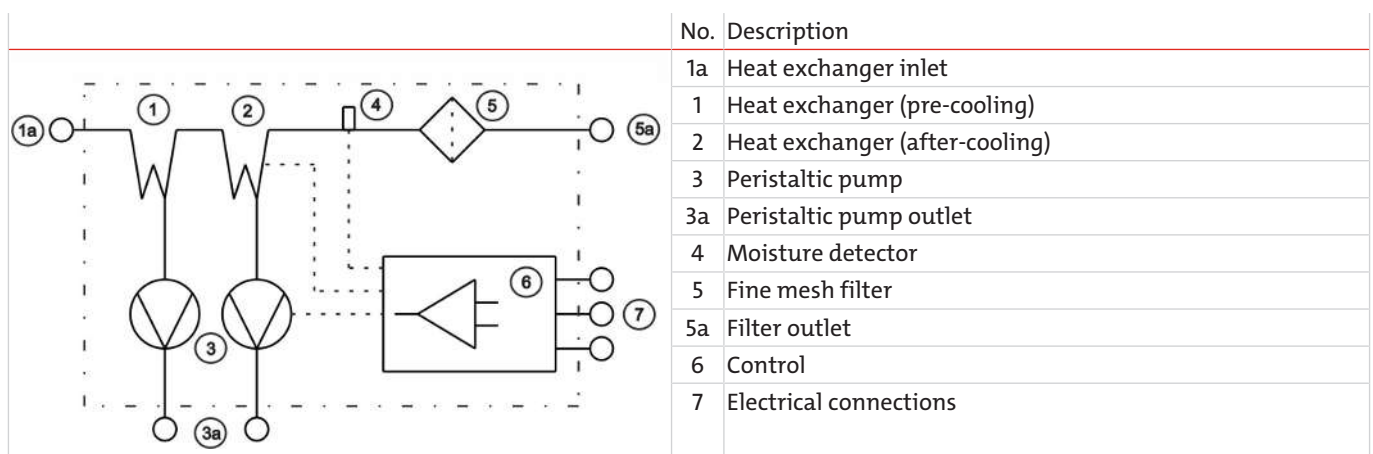 No. Description
1a Heat exchanger inlet
1 Heat exchanger (pre-cooling)
2 Heat exchanger (after-cooling)
3 Peristaltic pump
3a Peristaltic pump outlet
4 Moisture detector
5 Fine mesh filter
5a Filter outlet
6 Control
7 Electrical connections
1 2 4 5
1a 5a
6
7
3
3a